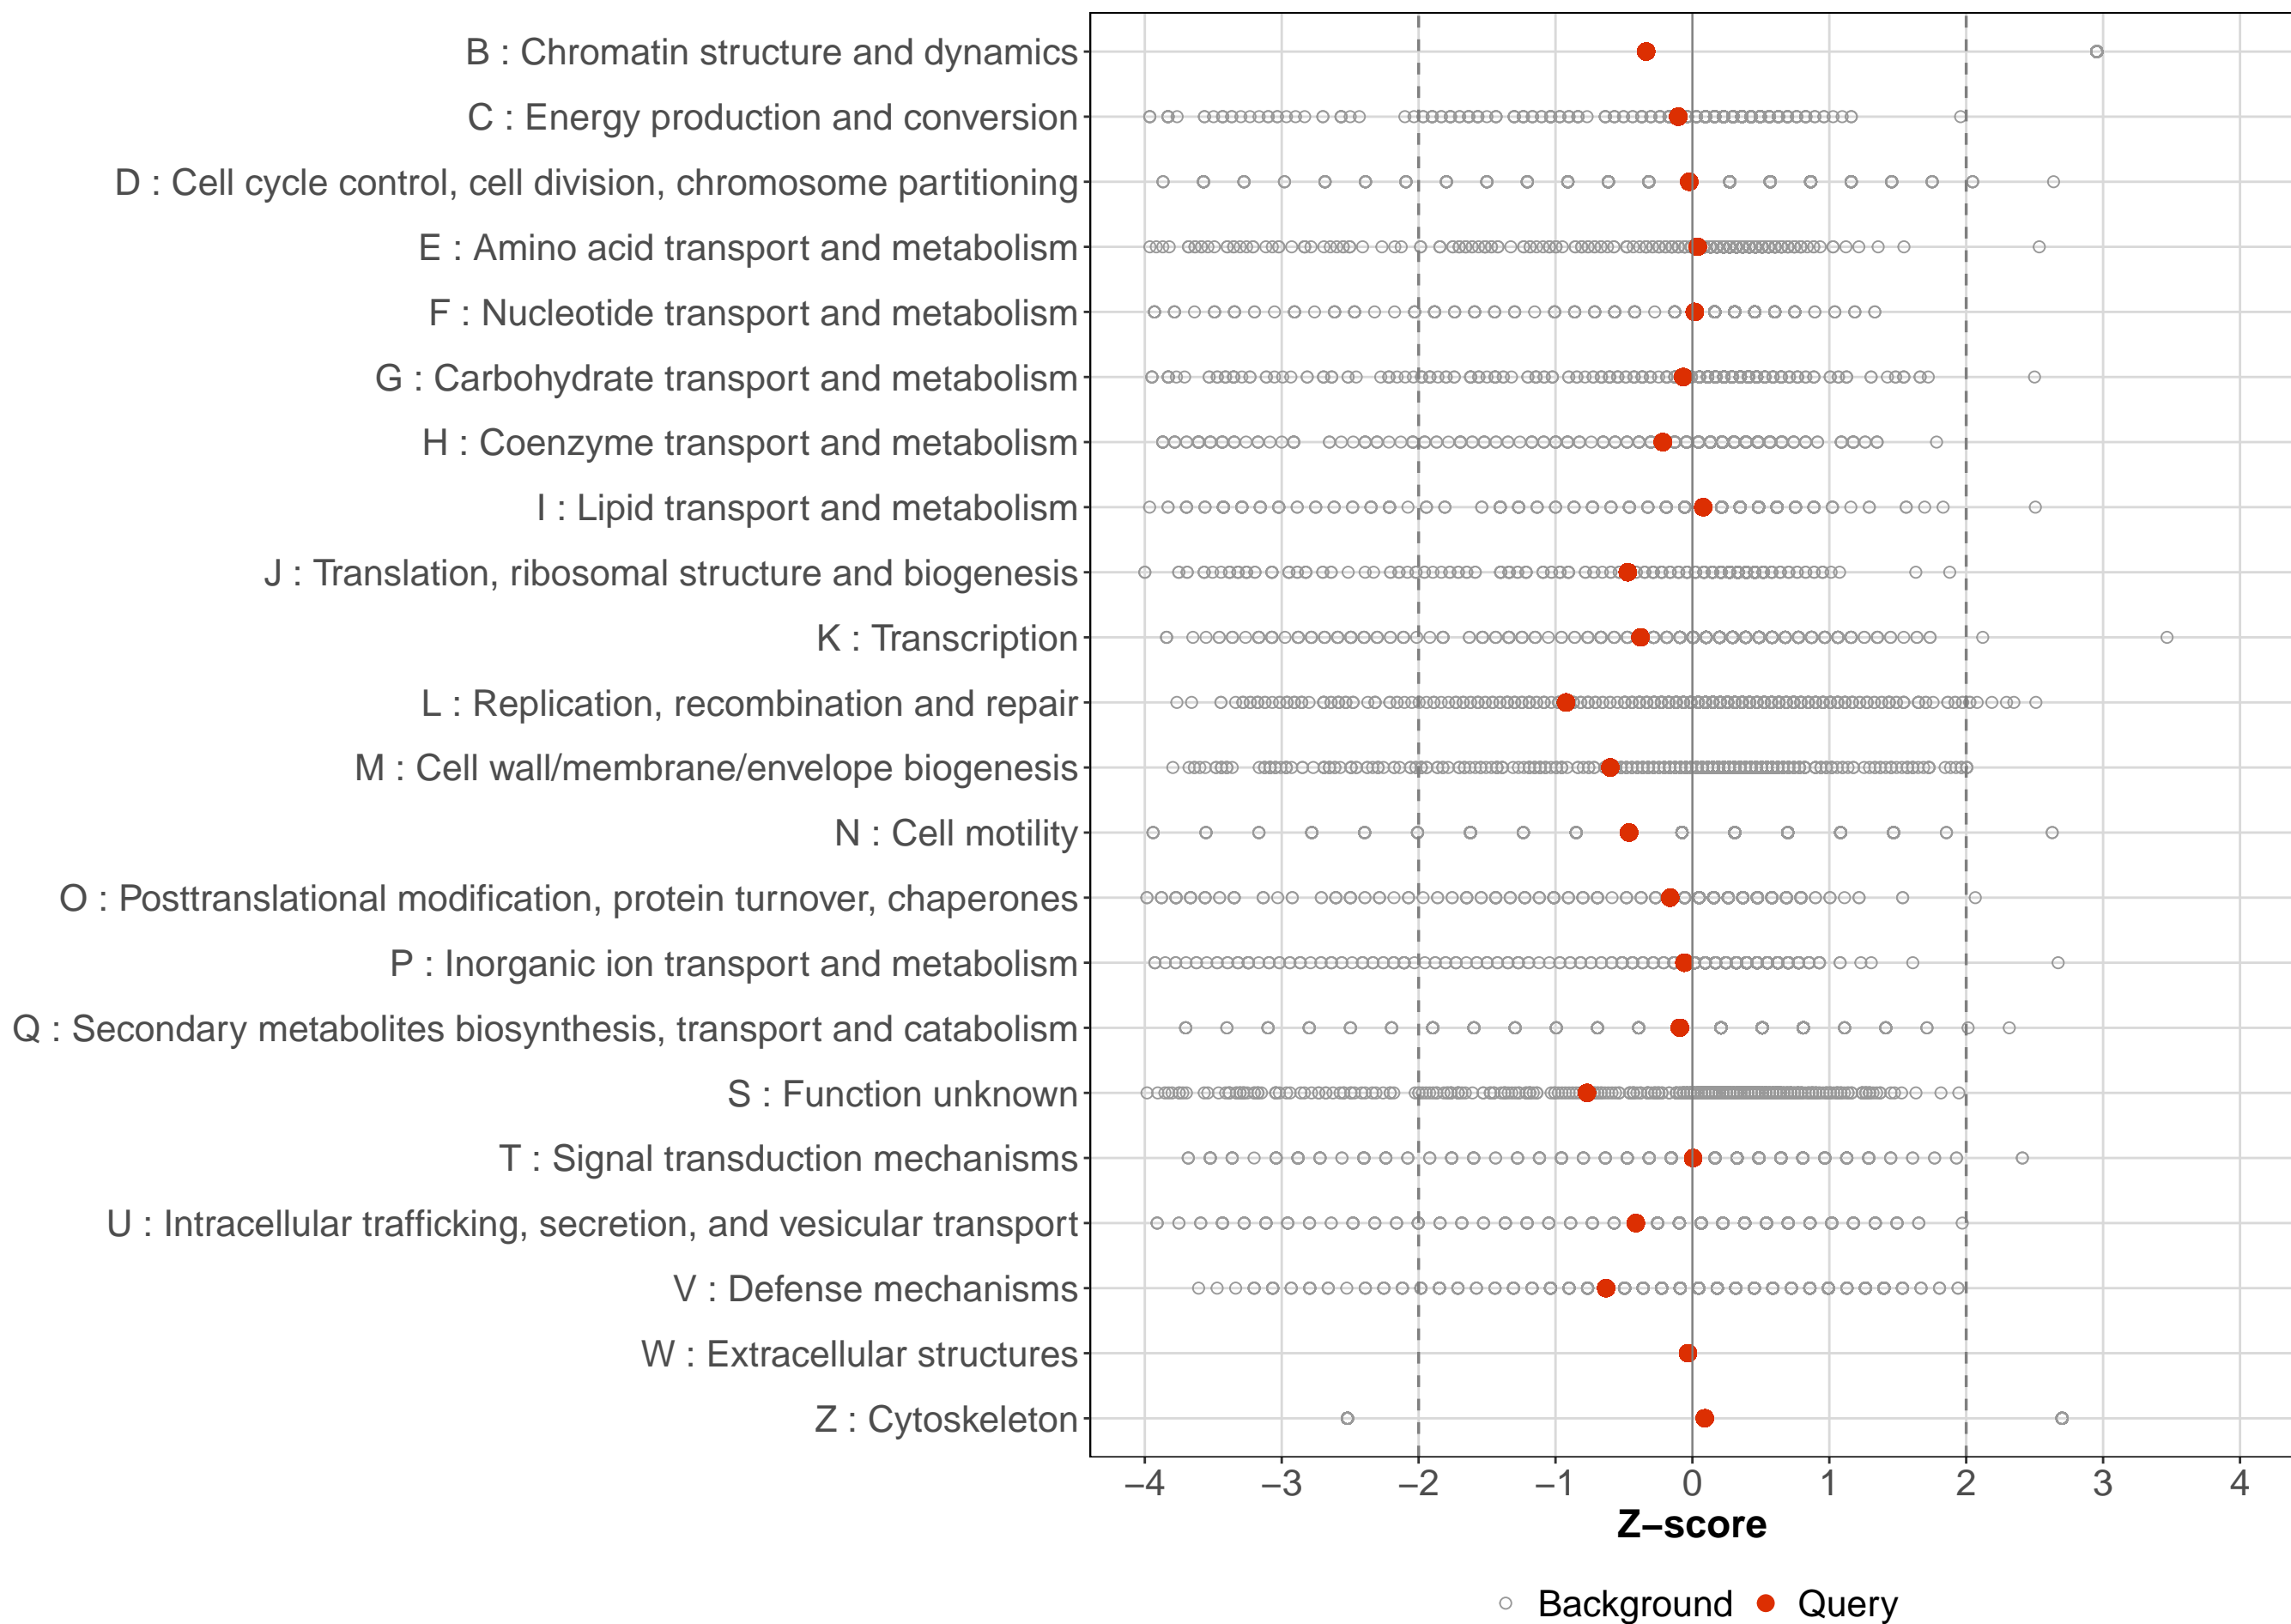 B : Chromatin structure and dynamics
C : Energy production and conversion
D : Cell cycle control, cell division, chromosome partitioning
E : Amino acid transport and metabolism
F : Nucleotide transport and metabolism
G : Carbohydrate transport and metabolism
H : Coenzyme transport and metabolism
I : Lipid transport and metabolism
J : Translation, ribosomal structure and biogenesis
K : Transcription
L : Replication, recombination and repair
M : Cell wall/membrane/envelope biogenesis
N : Cell motility
O : Posttranslational modification, protein turnover, chaperones
P : Inorganic ion transport and metabolism
Q : Secondary metabolites biosynthesis, transport and catabolism
S : Function unknown
T : Signal transduction mechanisms
U : Intracellular trafficking, secretion, and vesicular transport
V : Defense mechanisms
W : Extracellular structures
Z : Cytoskeleton
−4 −3 −2 −1 0 1 2 3 4
Z−score
Background Query